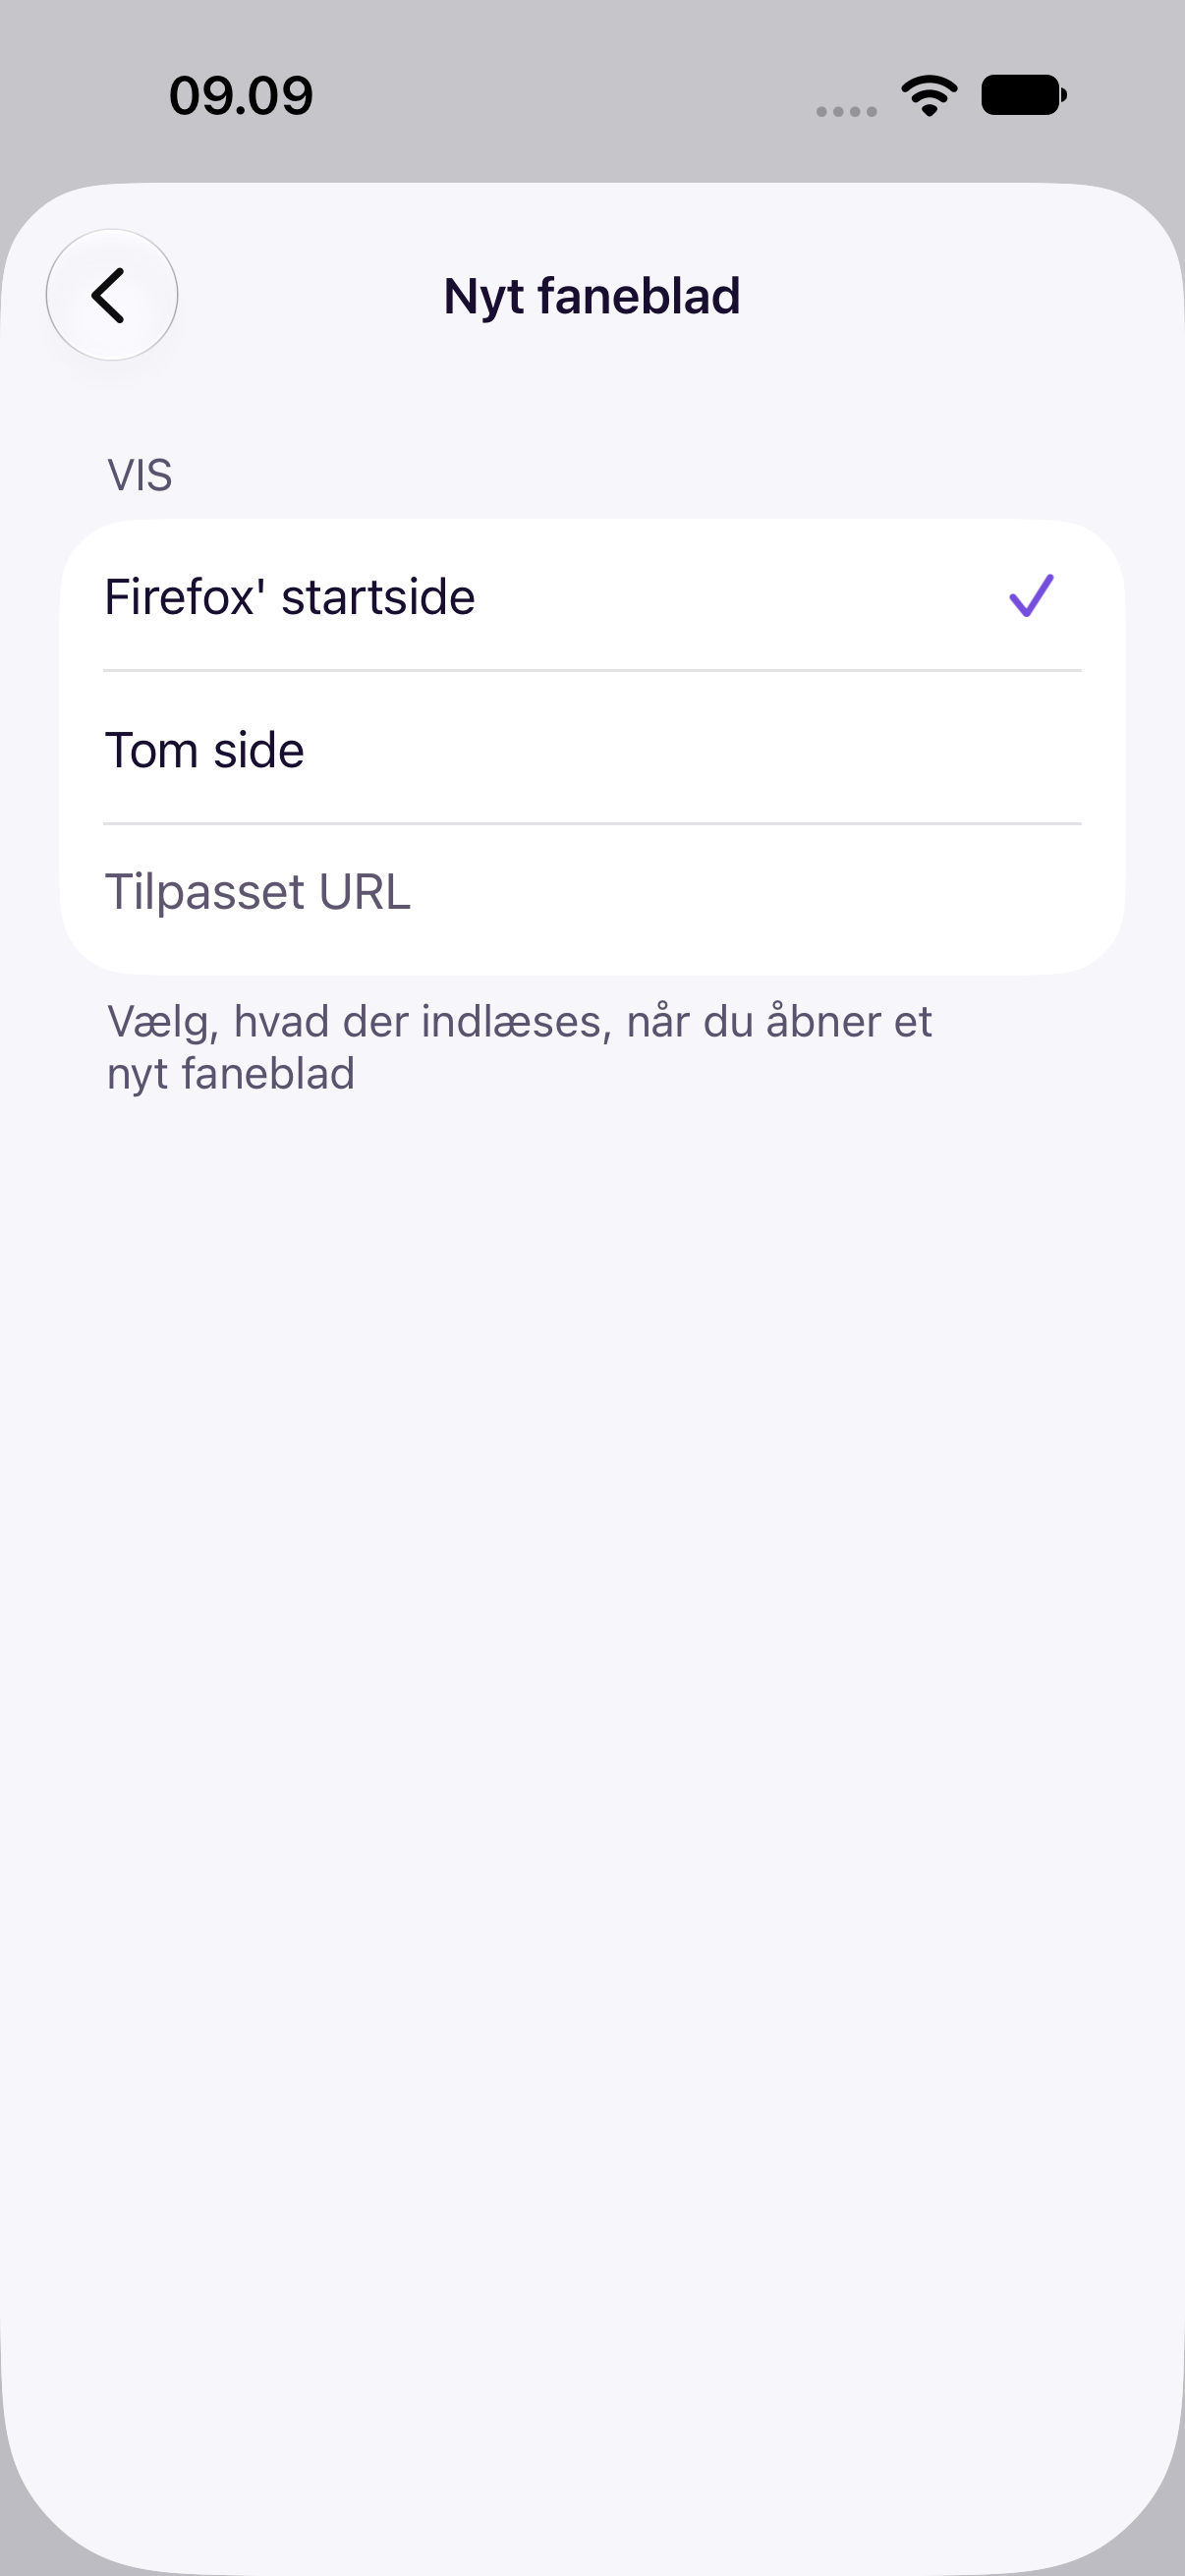 09.09
Nyt faneblad
VIS
Firefox' startside
Tom side
Tilpasset URL
Vælg, hvad der indlæses, når du åbner et
nyt faneblad